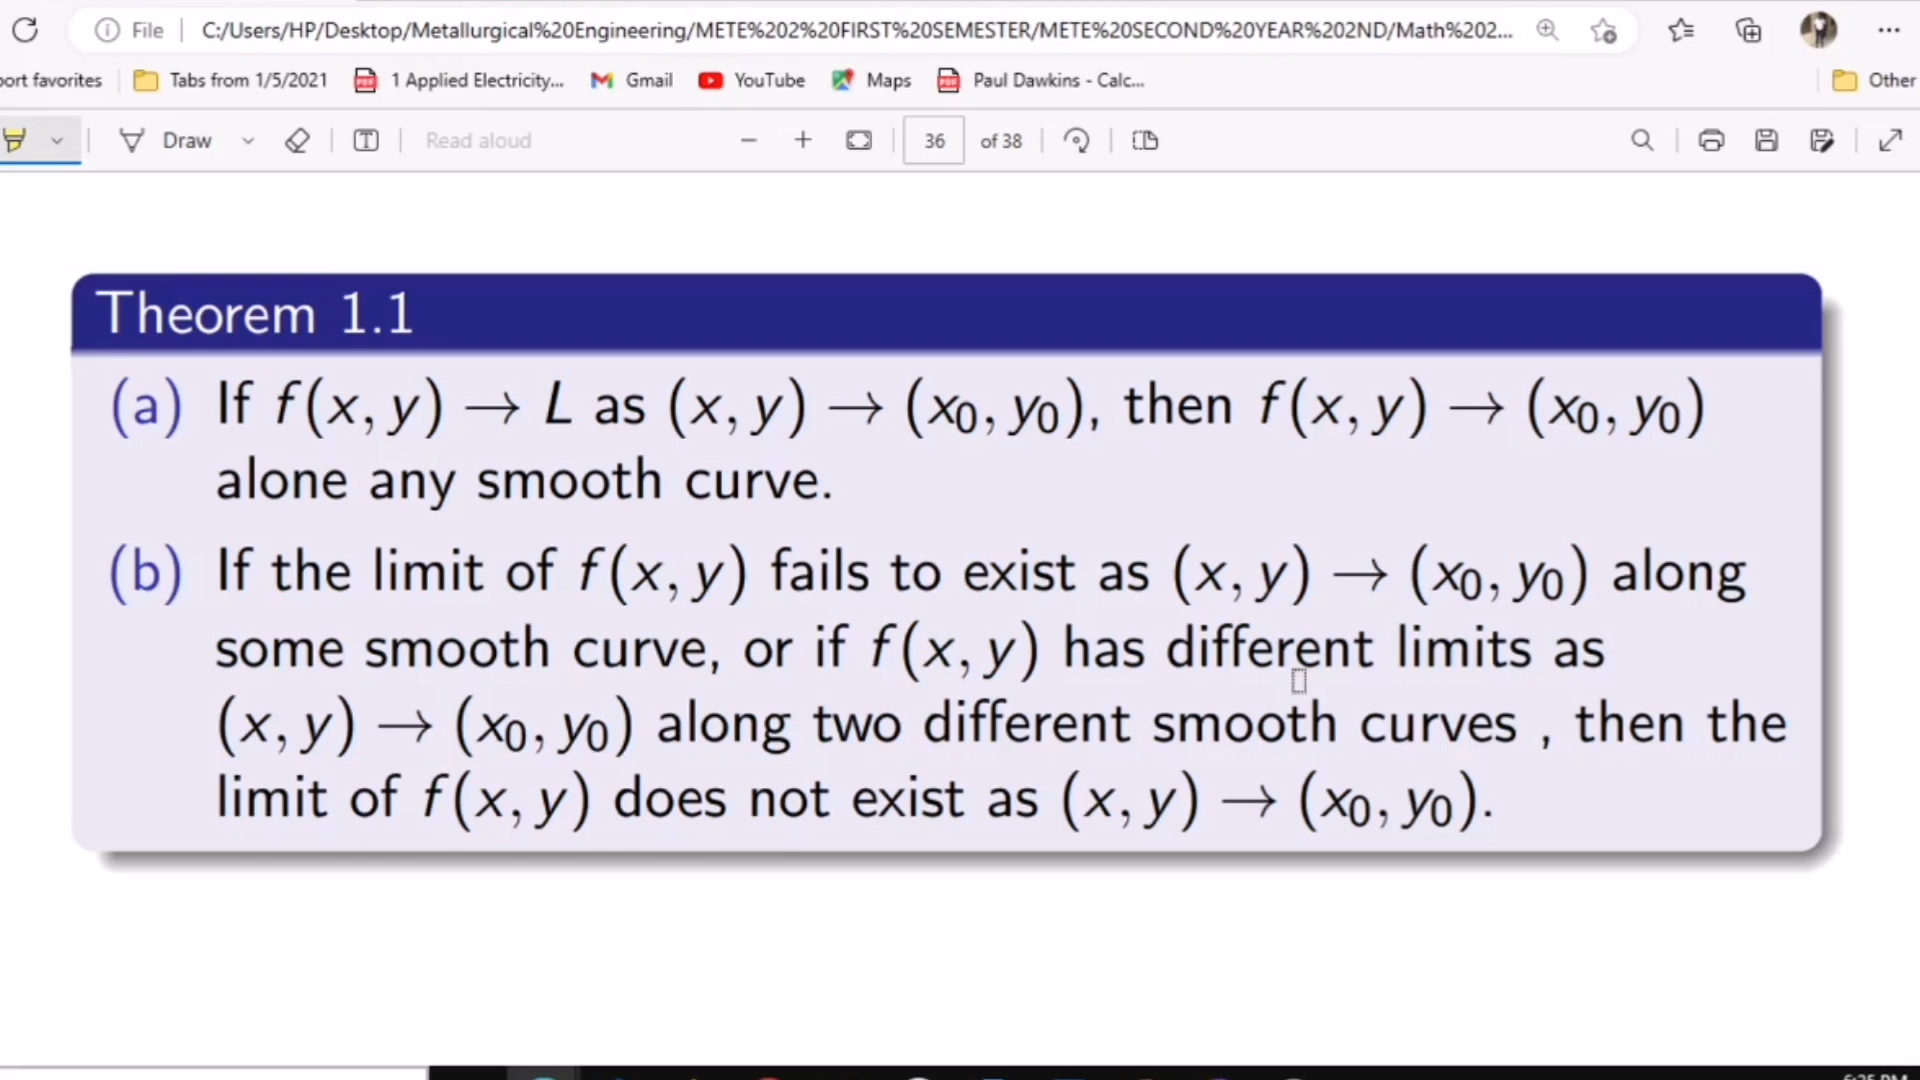 File C:/Users/HP/Desktop/Metallurgical%20Engineering/METE%202%20FIRST%20SEMESTER/METE%20SECOND%20YEAR%202ND/Math%202...
ort favorites Tabs from 1/5/2021 1 Applied Electricity... Gmail YouTube Maps Paul Dawkins - Calc... Other
Draw Read aloud 36 of 38
Theorem 1.1
(a) If f(x, y) → L as (x, y) → (x₀, y₀), then f(x, y) → (x₀, y₀)
alone any smooth curve.
(b) If the limit of f(x, y) fails to exist as (x, y) → (x₀, y₀) along
some smooth curve, or if f(x, y) has different limits as
(x, y) → (x₀, y₀) along two different smooth curves , then the
limit of f(x, y) does not exist as (x, y) → (x₀, y₀).